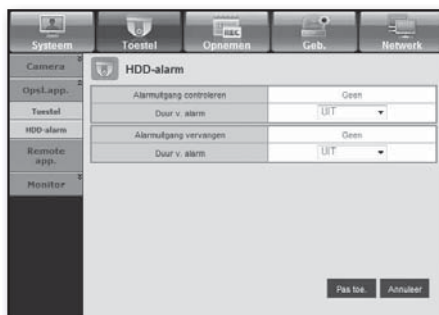 Systeem Toestel Opnemen Geb. Netwerk
REC
Camera
Opsl.app.
Toestel
HDD-alarm
Remote app.
Monitor
HDD-alarm
Alarmuitgang controleren Geen
Duur v. alarm UIT
Alarmuitgang vervangen Geen
Duur v. alarm UIT
Pas toe. Annuleer